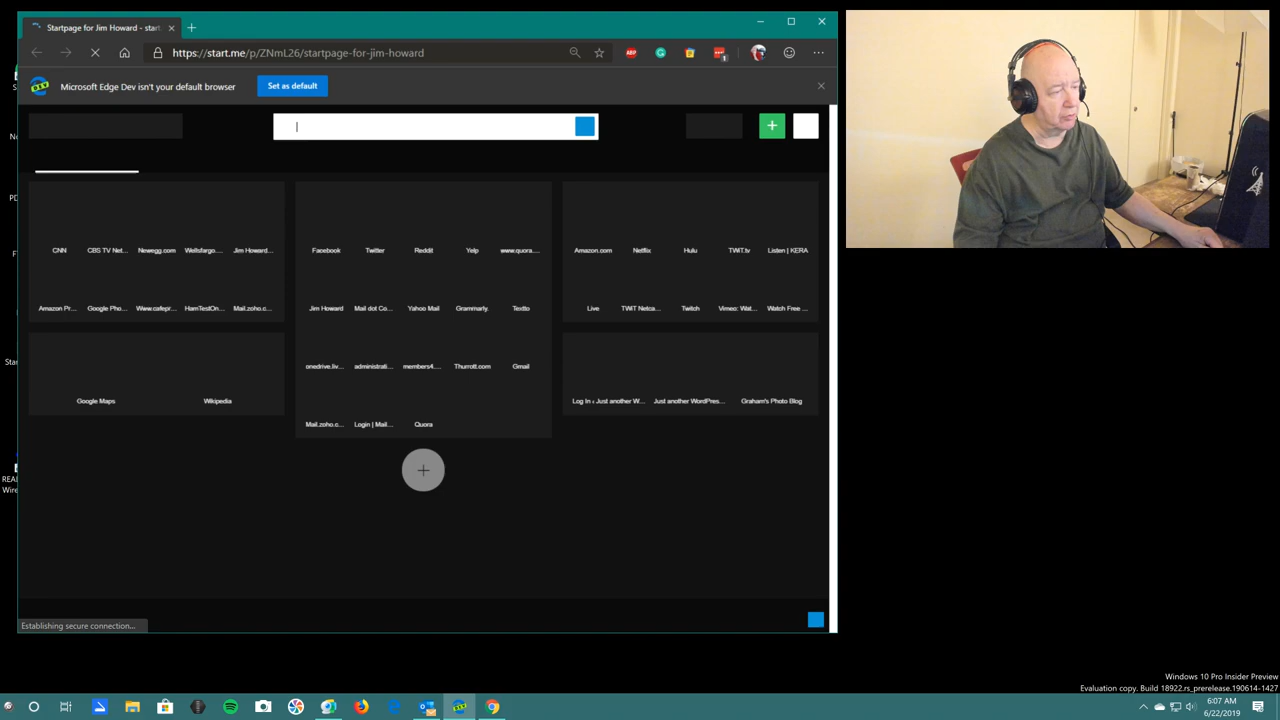 Startpage for Jim Howard - start.
https://start.me/p/ZNmL26/startpage-for-jim-howard
ABP
1
DEV
Microsoft Edge Dev isn't your default browser
Set as default
CNN
CBS TV Net...
Newegg.com
Wellsfargo....
Jim Howard...
Facebook
Twitter
Reddit
Yelp
www.quora....
Amazon.com
Netflix
Hulu
TWiT.tv
Listen | KERA
Amazon Pr...
Google Pho...
Www.cafepr...
HamTestOn...
Mail.zoho.c...
Jim Howard
Mail dot Co...
Yahoo Mail
Grammarly.
Textto
Live
TWiT Netca...
Twitch
Vimeo: Wat...
Watch Free ...
onedrive.liv...
administrati...
members4....
Thurrott.com
Gmail
Google Maps
Wikipedia
Log In ‹ Just another W...
Just another WordPres...
Graham's Photo Blog
Mail.zoho.c...
Login | Mail...
Quora
Establishing secure connection...
Windows 10 Pro Insider Preview
Evaluation copy. Build 18922.rs_prerelease.190614-1427
6:07 AM
6/22/2019